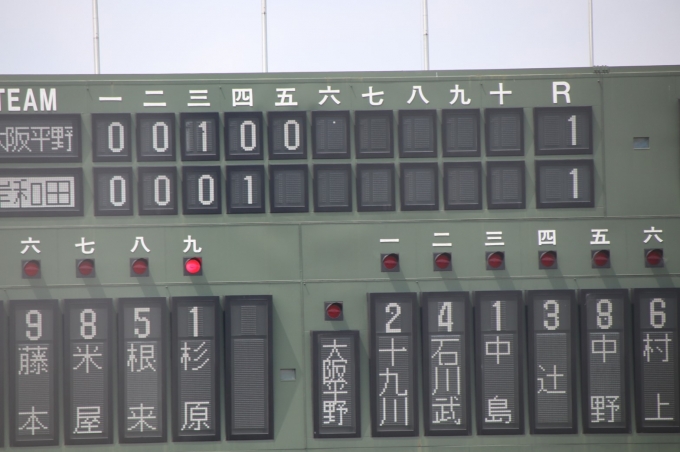 TEAM 一 二 三 四 五 六 七 八 九 十 R
大阪平野 0 0 1 0 0 1
岸和田 0 0 0 1 1
六 七 八 九 一 二 三 四 五 六
9 8 5 1 2 4 1 3 8 6
藤本 米屋 根来 杉原 大阪平野 十九川 石川武 中島 辻 中野 村上